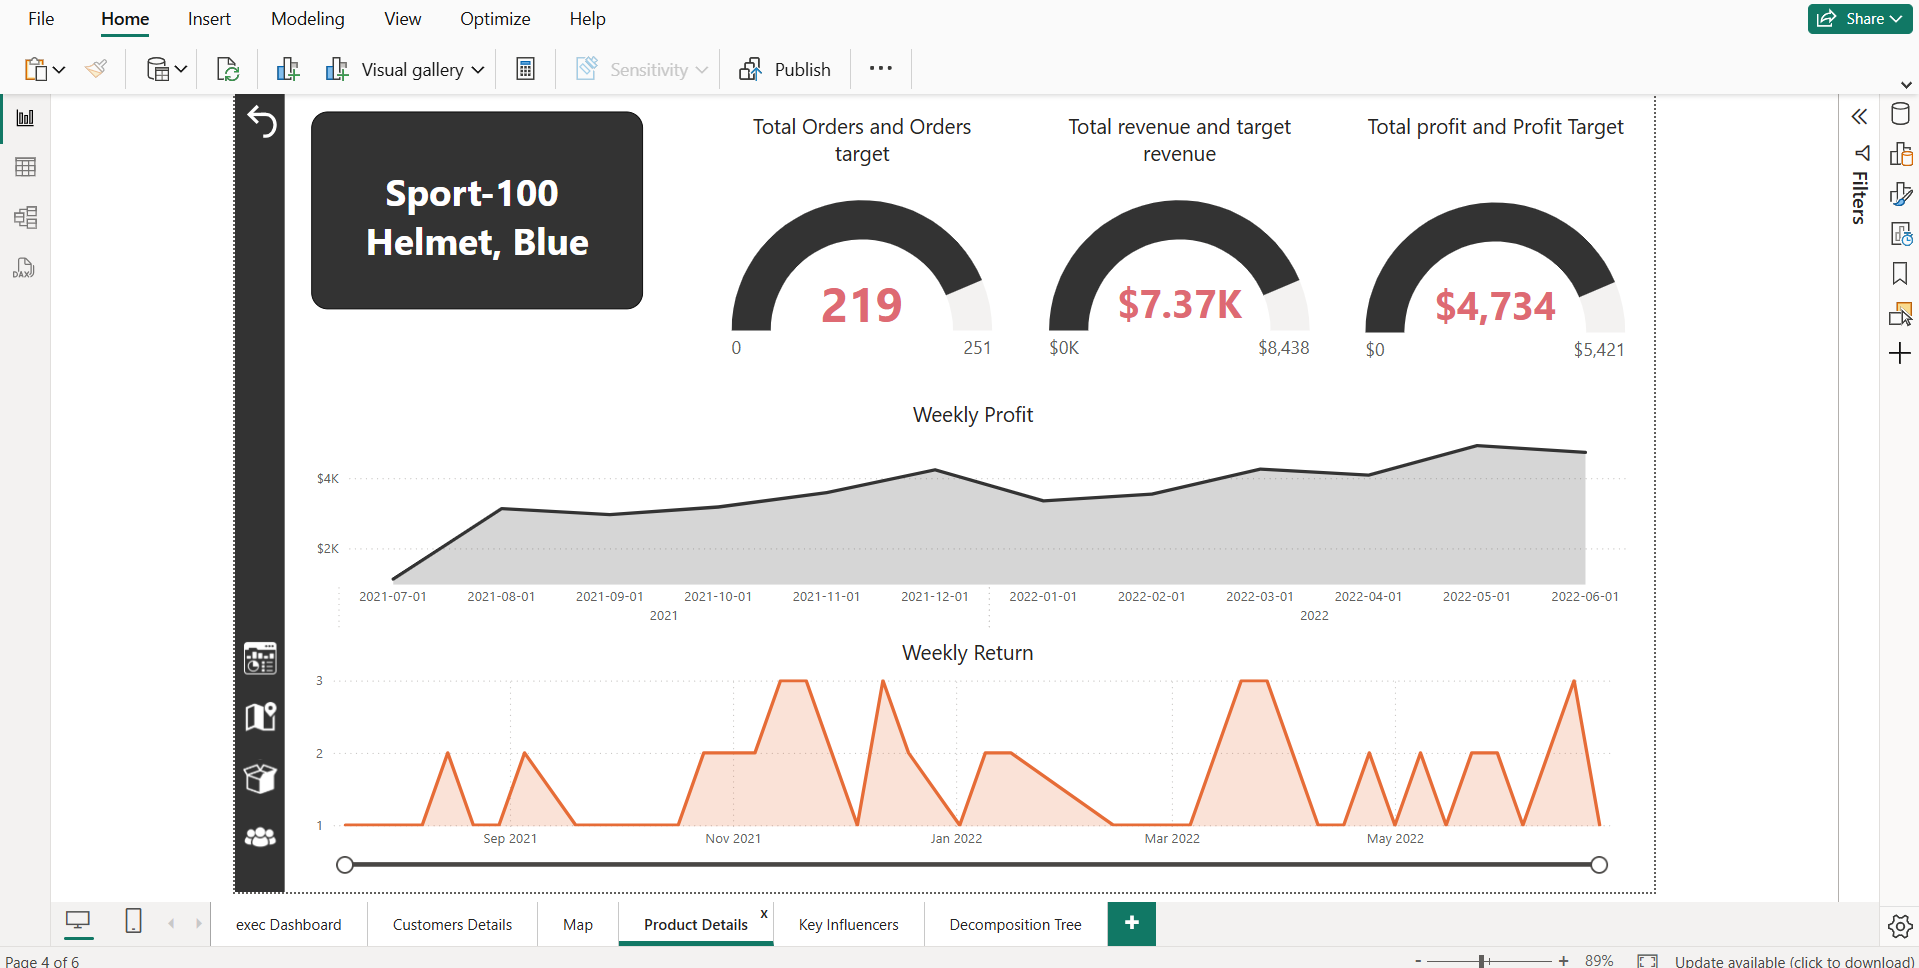 File Home Insert Modeling View Optimize Help Share
Visual gallery Sensitivity Publish ...
DAX
Filters
Sport-100
Helmet, Blue
Total Orders and Orders
target
219
0 251
Total revenue and target
revenue
$7.37K
$0K $8,438
Total profit and Profit Target
$4,734
$0 $5,421
Weekly Profit
$4K
$2K
2021-07-01 2021-08-01 2021-09-01 2021-10-01 2021-11-01 2021-12-01 2022-01-01 2022-02-01 2022-03-01 2022-04-01 2022-05-01 2022-06-01
2021 2022
Weekly Return
3
2
1
Sep 2021 Nov 2021 Jan 2022 Mar 2022 May 2022
exec Dashboard Customers Details Map Product Details x Key Influencers Decomposition Tree +
Page 4 of 6 - + 89% Update available (click to download)